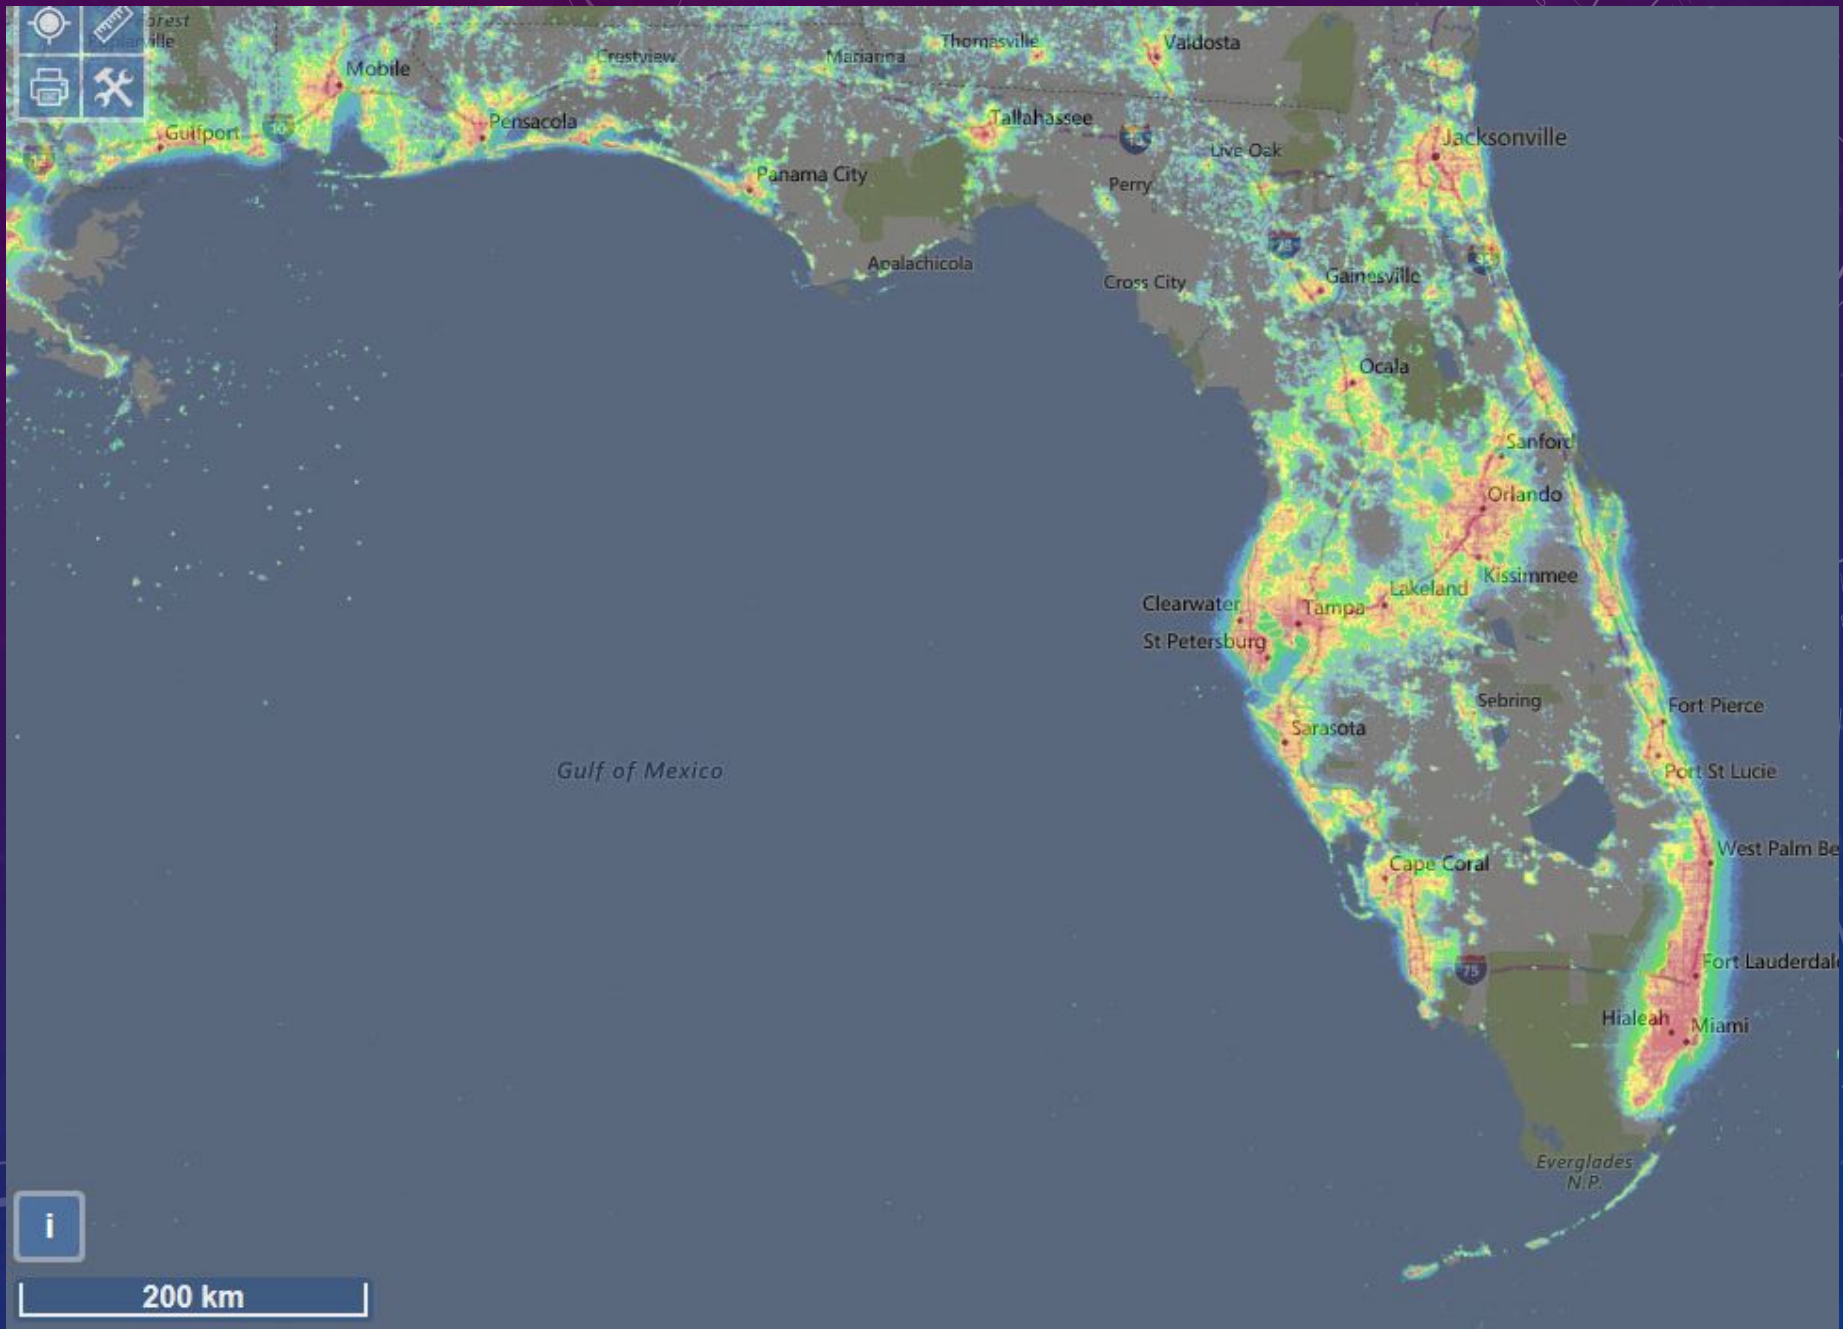 Mobile
Crestview
Marianna
Thomasville
Valdosta
Gulfport
10
Pensacola
Tallahassee
Jacksonville
Live Oak
Panama City
Perry
Apalachicola
Cross City
Gainesville
Ocala
Sanford
Orlando
Kissimmee
Lakeland
Clearwater
Tampa
St Petersburg
Sebring
Fort Pierce
Sarasota
Port St Lucie
Gulf of Mexico
West Palm Be
Cape Coral
Fort Lauderdal
75
Hialeah
Miami
Everglades
N.P.
i
200 km